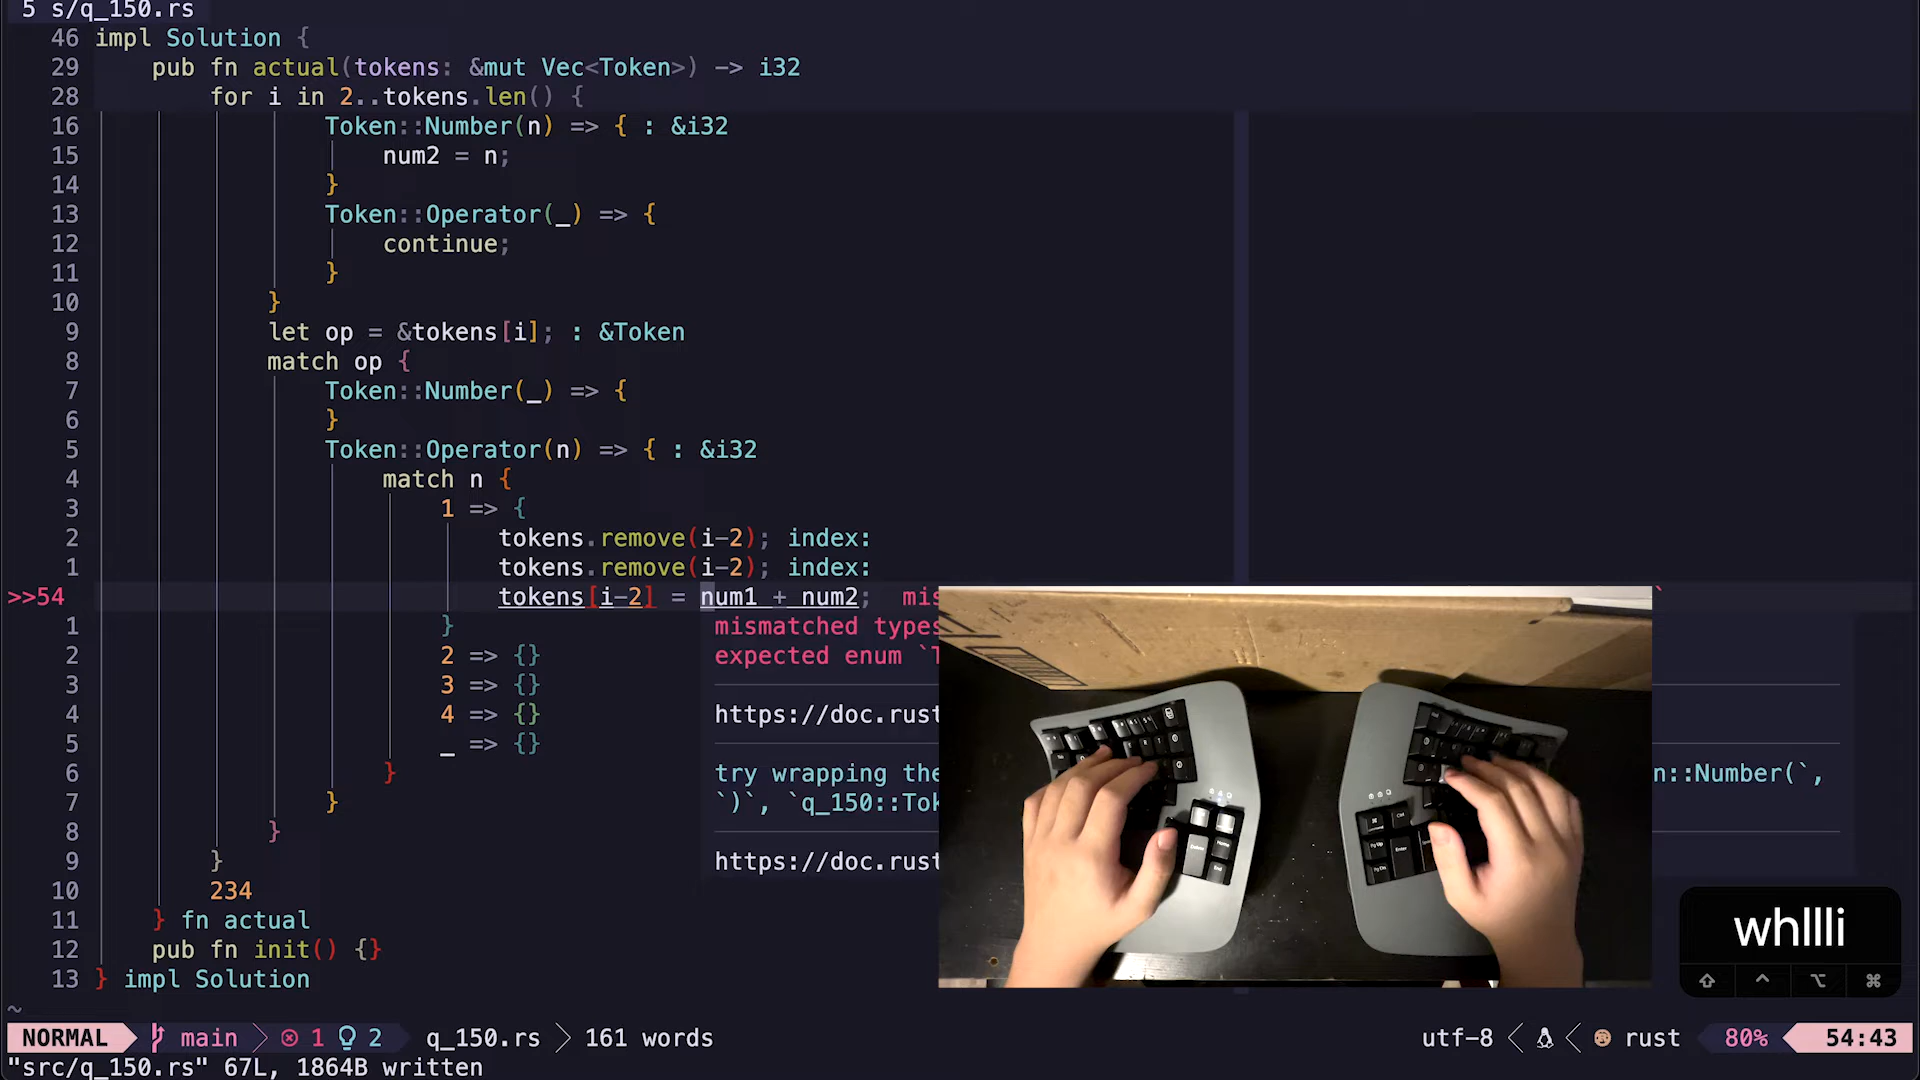 5 s/q_150.rs
46 impl Solution {
29 pub fn actual(tokens: &mut Vec<Token>) -> i32
28 for i in 2..tokens.len() {
16 Token::Number(n) => { : &i32
15 num2 = n;
14 }
13 Token::Operator(_) => {
12 continue;
11 }
10 }
9 let op = &tokens[i]; : &Token
8 match op {
7 Token::Number(_) => {
6 }
5 Token::Operator(n) => { : &i32
4 match n {
3 1 => {
2 tokens.remove(i-2); index:
1 tokens.remove(i-2); index:
>>54 tokens[i-2] = num1 + num2; mis `
1 } mismatched types
2 2 => {} expected enum `
3 3 => {}
4 4 => {} https://doc.rust
5 _ => {}
6 } try wrapping the n::Number(`,
7 } `)`, `q_150::Tok
8 }
9 } https://doc.rust
10 234
11 } fn actual
12 pub fn init() {}
13 } impl Solution
~
whllli
NORMAL main 1 2 q_150.rs 161 words utf-8 rust 80% 54:43
"src/q_150.rs" 67L, 1864B written